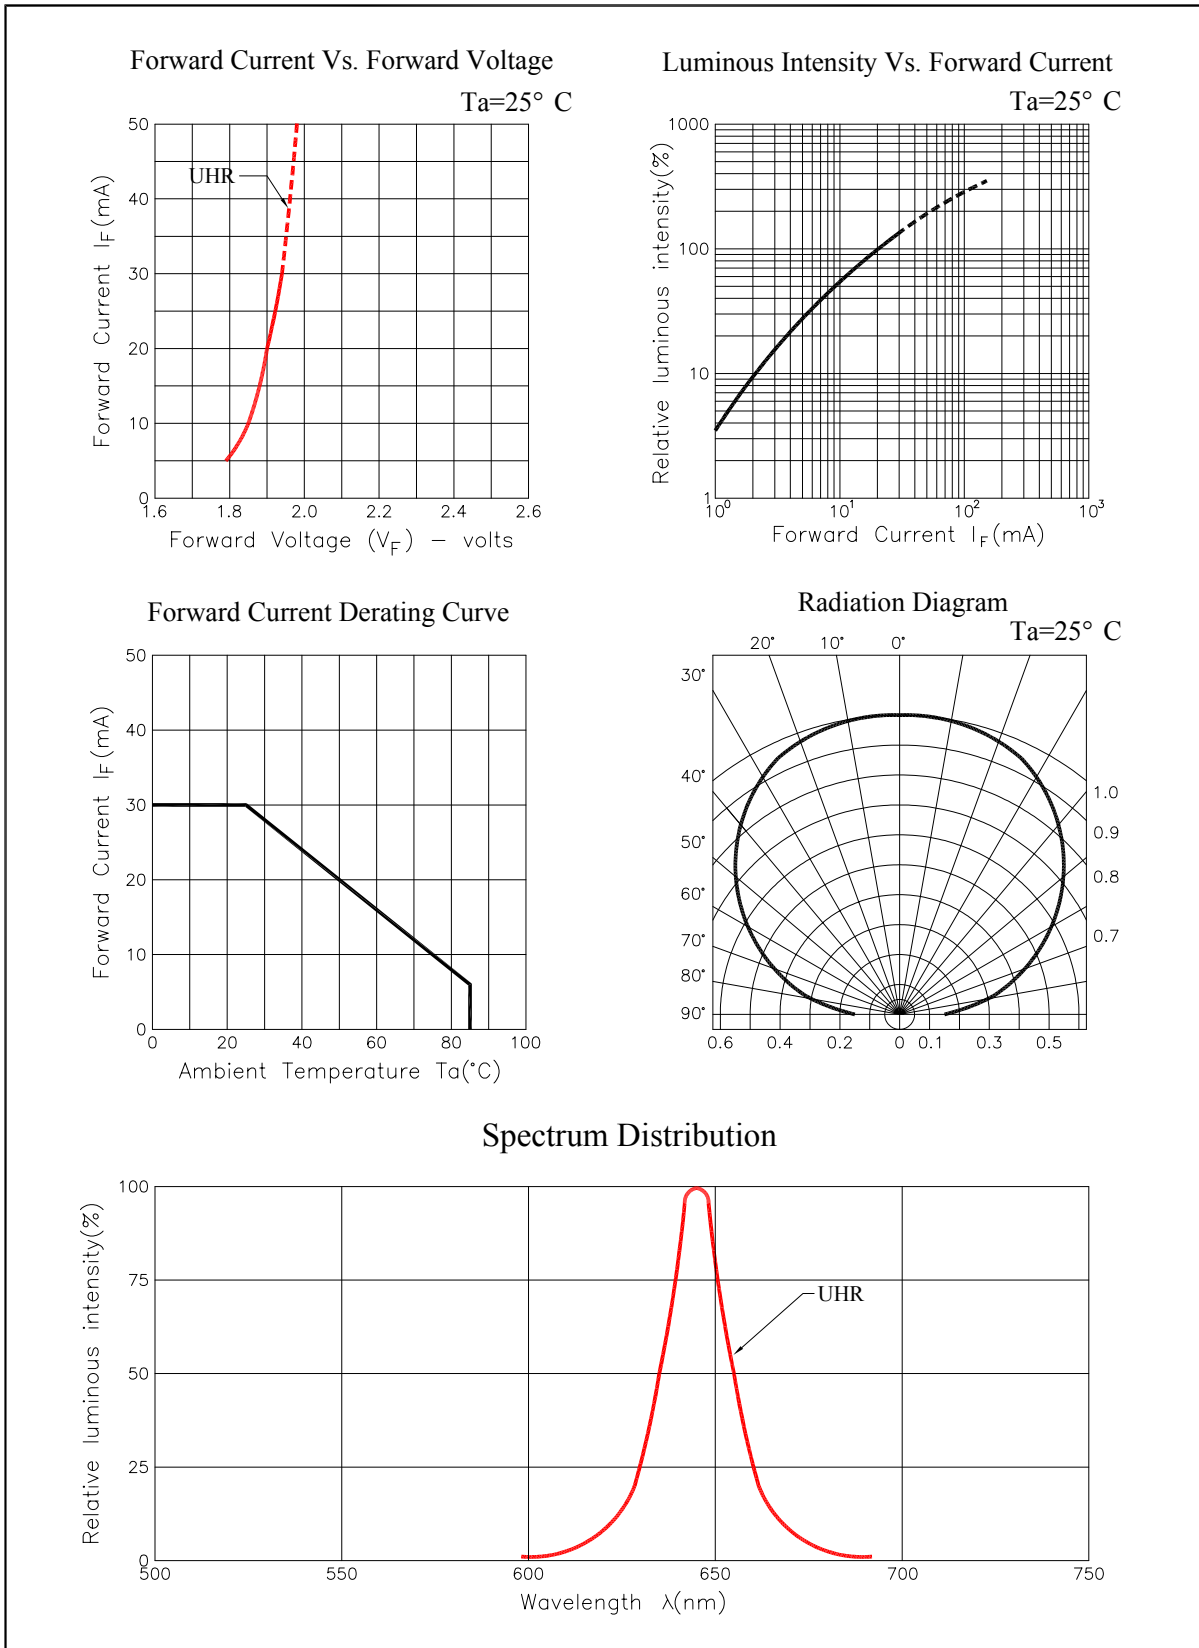 Forward Current Vs. Forward Voltage
Ta=25° C
Forward Current I_F(mA)
50
40
30
20
10
0
UHR
1.6 1.8 2.0 2.2 2.4 2.6
Forward Voltage (V_F) – volts
Luminous Intensity Vs. Forward Current
Ta=25° C
Relative luminous intensity(%)
1000
100
10
1
10⁰ 10¹ 10² 10³
Forward Current I_F(mA)
Forward Current Derating Curve
Forward Current I_F(mA)
50
40
30
20
10
0
0 20 40 60 80 100
Ambient Temperature Ta(°C)
Radiation Diagram
Ta=25° C
20° 10° 0°
30°
40°
50°
60°
70°
80°
90°
1.0
0.9
0.8
0.7
0.6 0.4 0.2 0 0.1 0.3 0.5
Spectrum Distribution
Relative luminous intensity(%)
100
75
50
25
0
UHR
500 550 600 650 700 750
Wavelength λ(nm)